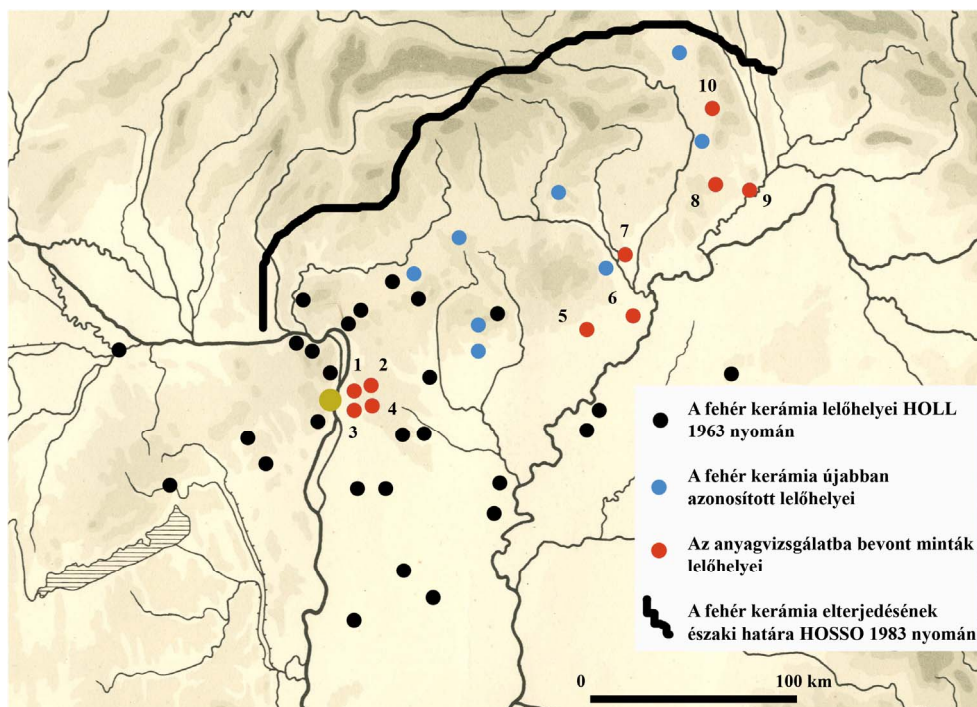 10
8
9
7
6
5
1
2
4
3
A fehér kerámia lelőhelyei HOLL
1963 nyomán
A fehér kerámia újabban
azonosított lelőhelyei
Az anyagvizsgálatba bevont minták
lelőhelyei
A fehér kerámia elterjedésének
északi határa HOSSO 1983 nyomán
0
100 km